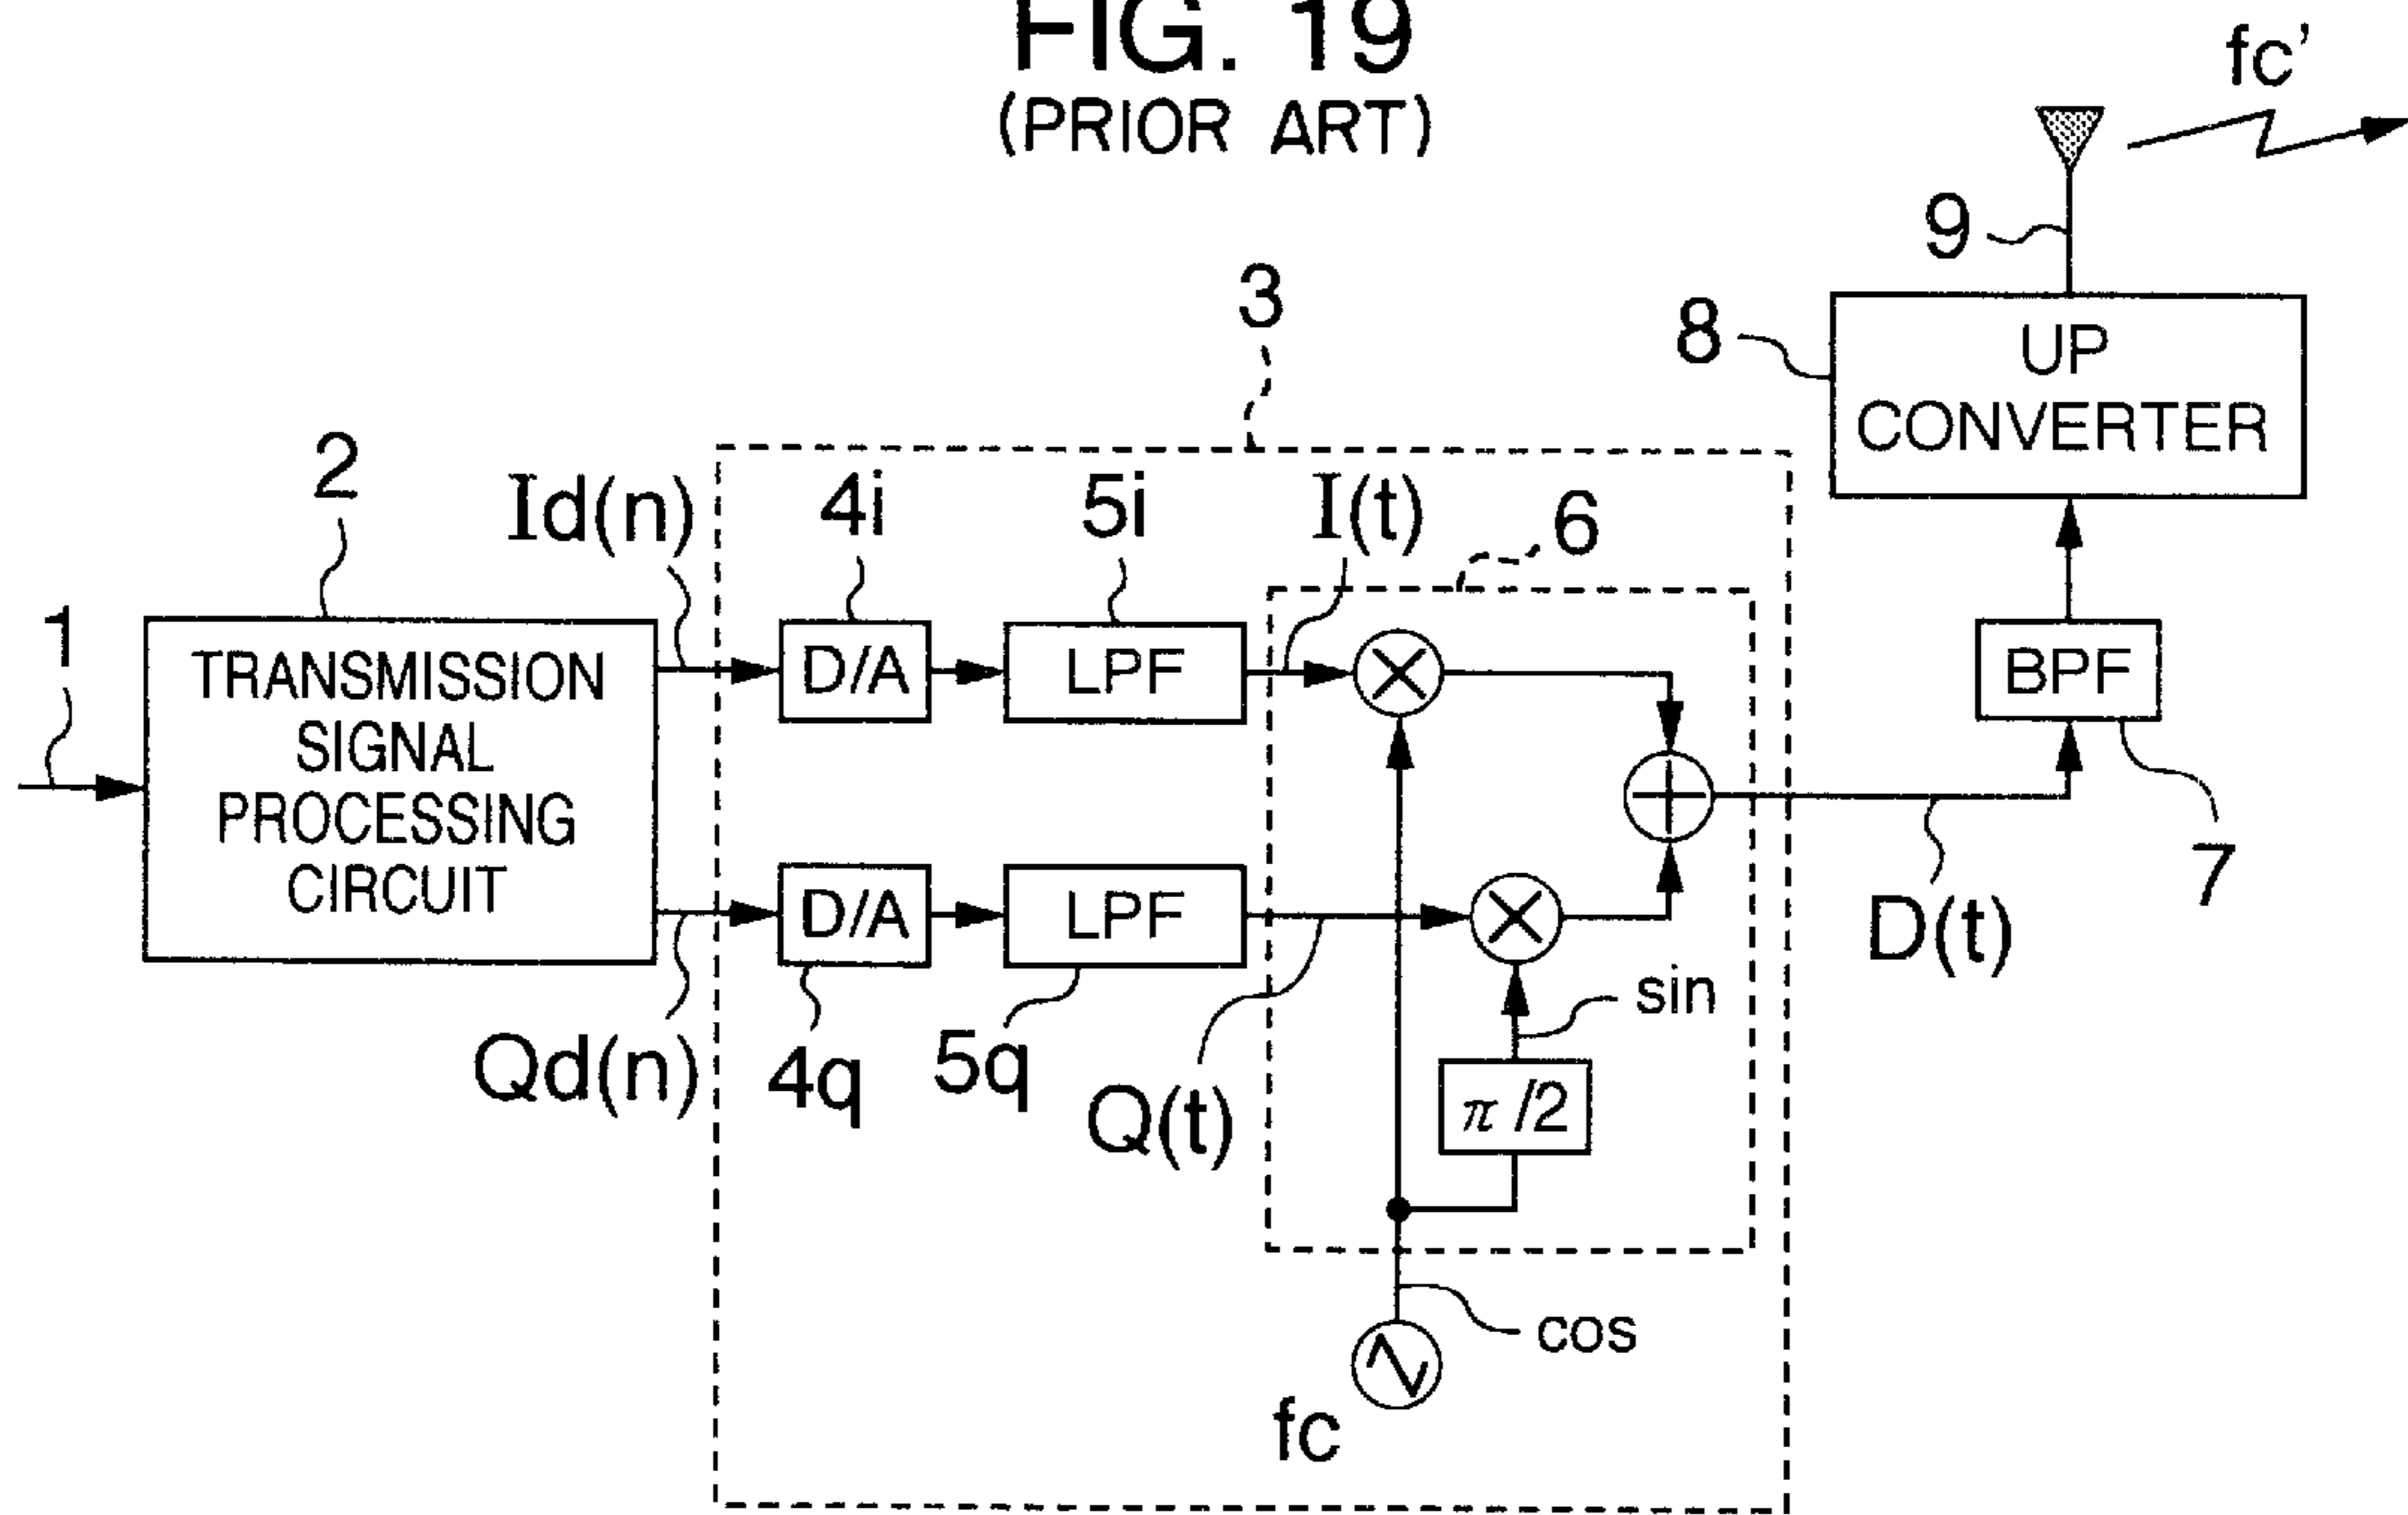 FIG. 19
(PRIOR ART)
fc'
9
3
8
UP
CONVERTER
2
Id(n)
4i
5i
I(t)
6
1
TRANSMISSION
SIGNAL
PROCESSING
CIRCUIT
D/A
LPF
BPF
7
D(t)
D/A
LPF
Qd(n)
4q
5q
Q(t)
sin
π/2
cos
fc